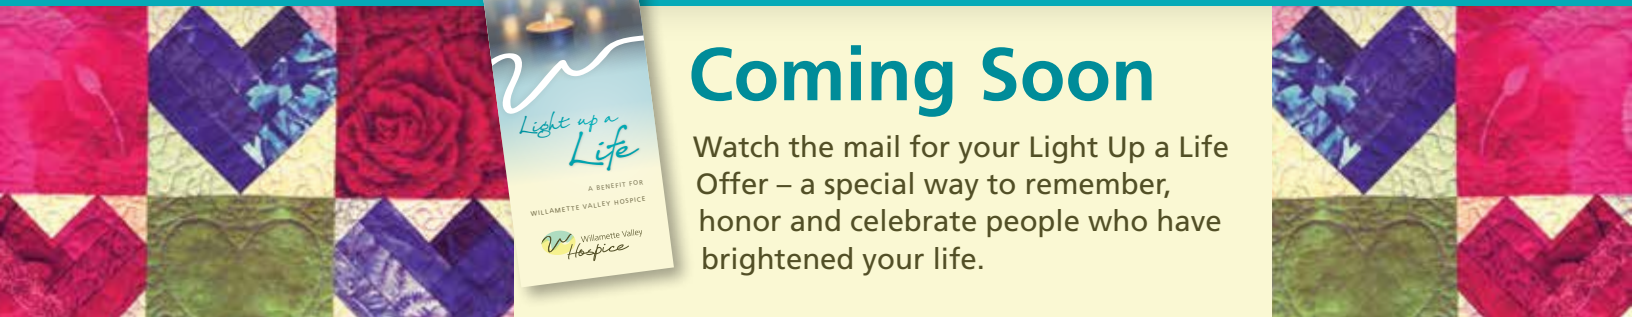 Light up a
Life
A BENEFIT FOR
WILLAMETTE VALLEY HOSPICE
Willamette Valley
Hospice
Coming Soon
Watch the mail for your Light Up a Life
Offer – a special way to remember,
honor and celebrate people who have
brightened your life.